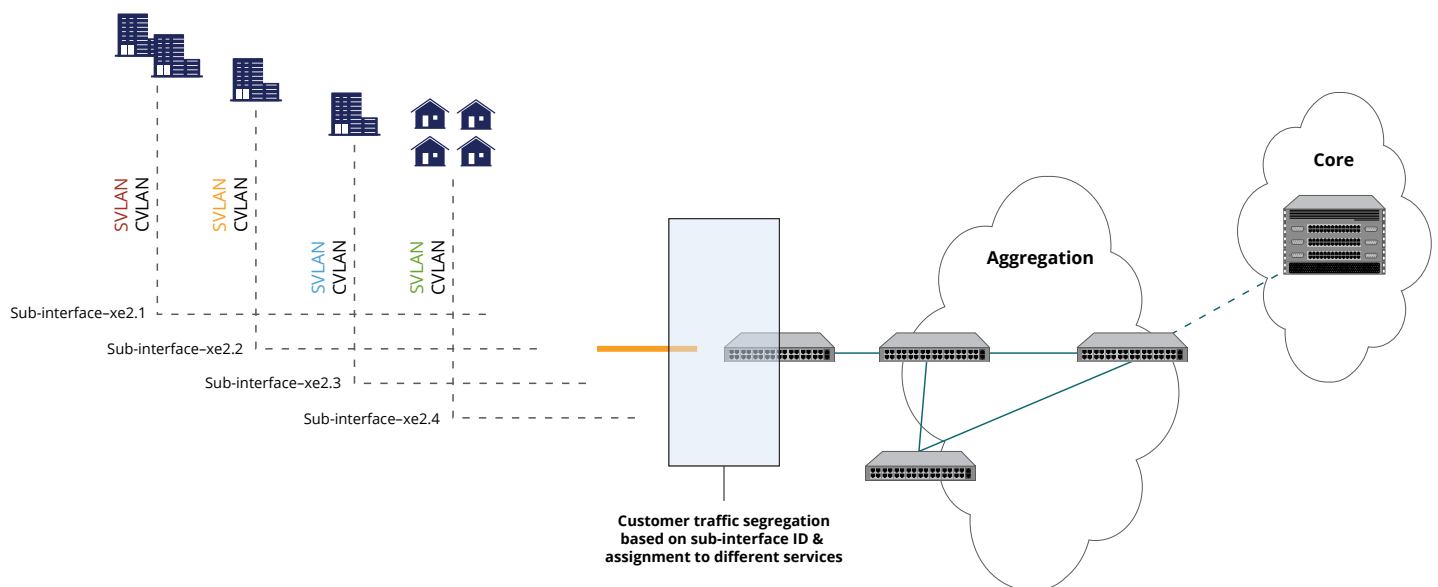 SVLAN
CVLAN
SVLAN
CVLAN
SVLAN
CVLAN
SVLAN
CVLAN
Sub-interface–xe2.1
Sub-interface–xe2.2
Sub-interface–xe2.3
Sub-interface–xe2.4
Customer traffic segregation
based on sub-interface ID &
assignment to different services
Aggregation
Core